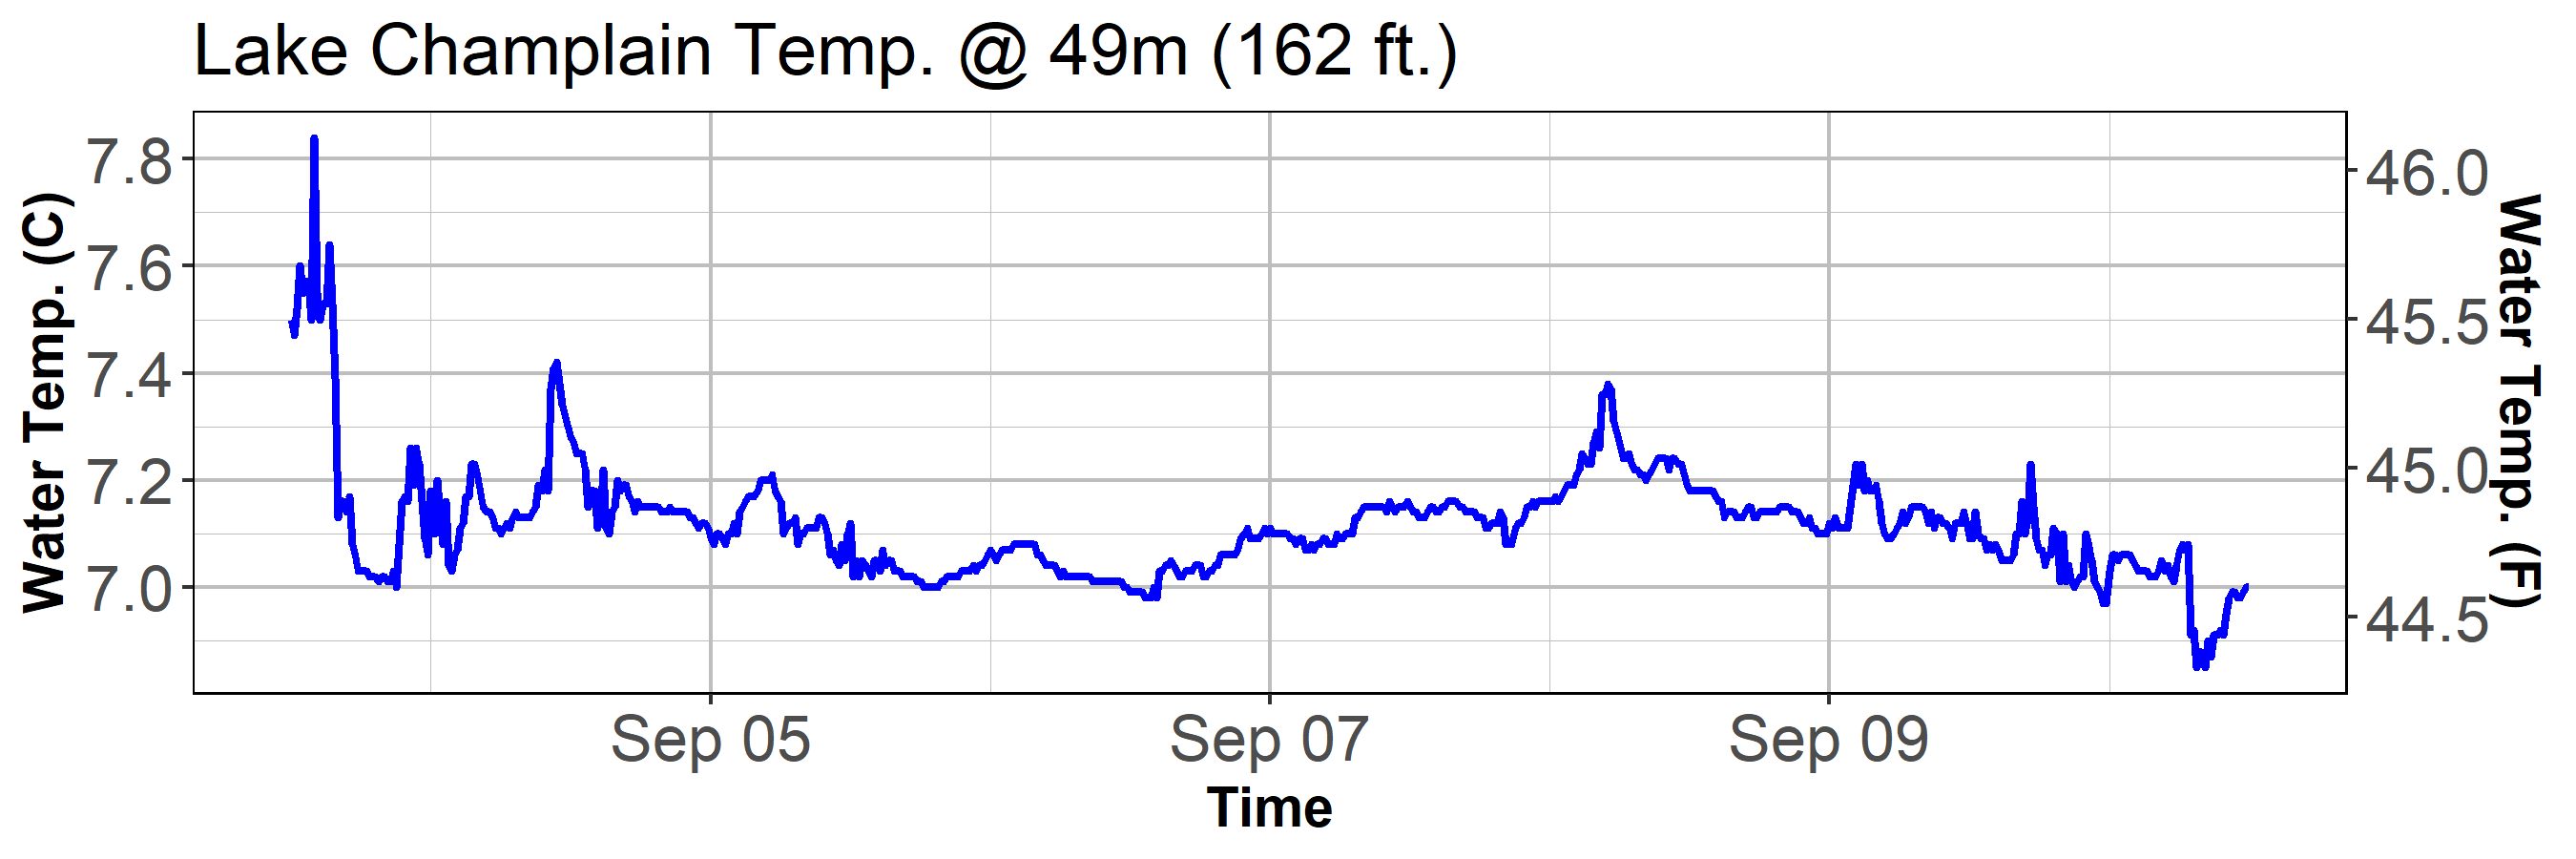 Lake Champlain Temp. @ 49m (162 ft.)
Water Temp. (C)
7.8
7.6
7.4
7.2
7.0
46.0
45.5
45.0
44.5
Water Temp. (F)
Sep 05
Sep 07
Sep 09
Time